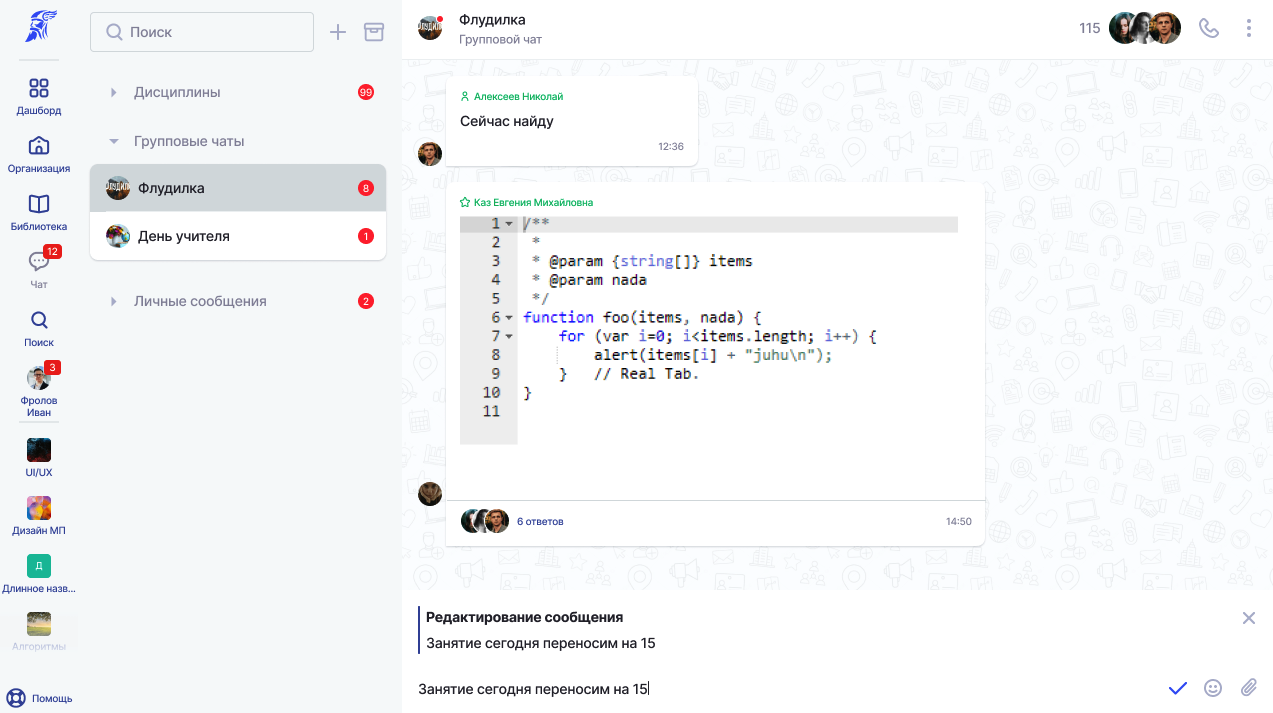 Дашборд
Организация
Библиотека
12
Чат
Поиск
3
Фролов
Иван
UI/UX
Дизайн МП
Д
Длинное назв...
Алгоритмы
Помощь
Поиск
Дисциплины 99
Групповые чаты
Флудилка 8
День учителя 1
Личные сообщения 2
Флудилка
Групповой чат
115
Алексеев Николай
Сейчас найду
12:36
Каз Евгения Михайловна
1 /**
2 *
3 * @param {string[]} items
4 * @param nada
5 */
6 function foo(items, nada) {
7 for (var i=0; i<items.length; i++) {
8 alert(items[i] + "juhu\n");
9 } // Real Tab.
10 }
11
6 ответов
14:50
Редактирование сообщения
Занятие сегодня переносим на 15
Занятие сегодня переносим на 15